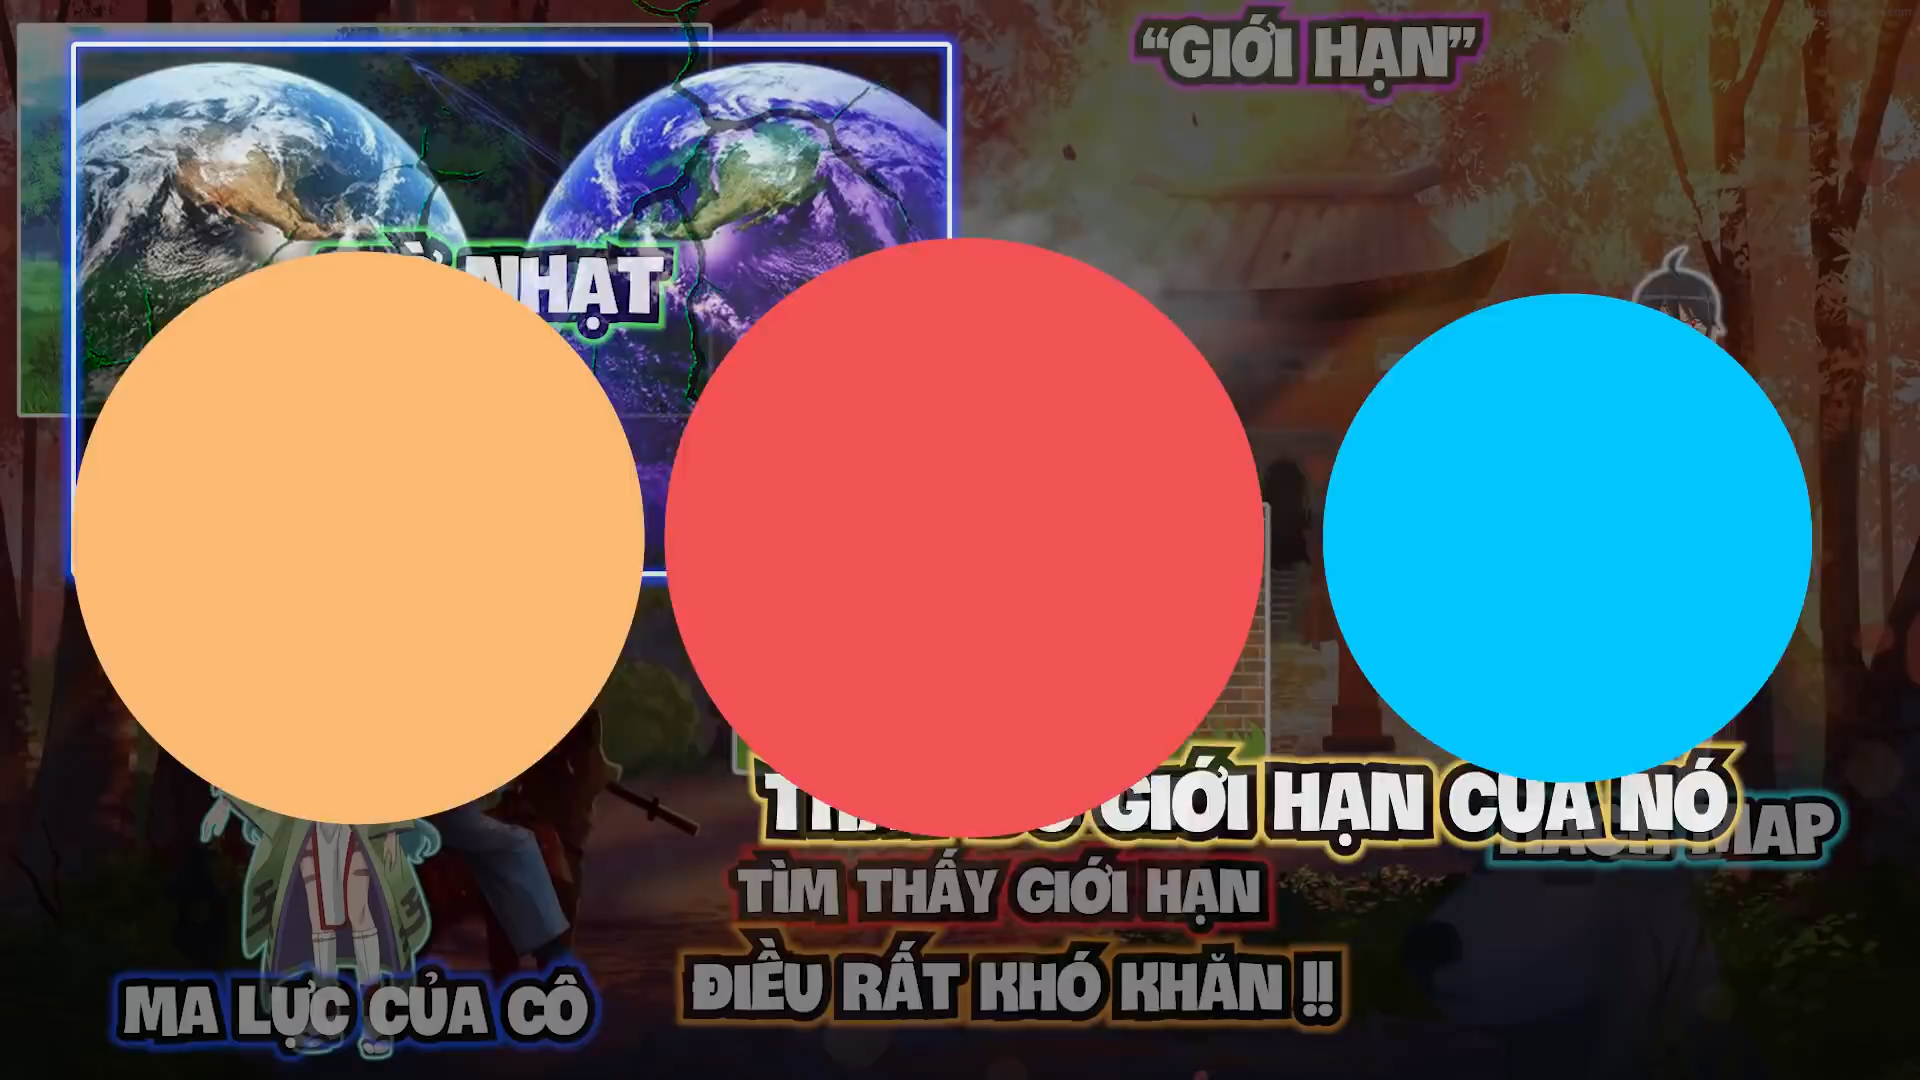 “GIỚI HẠN”
NHẠT
GIỚI HẠN CỦA NÓ
MAP
TÌM THẤY GIỚI HẠN
ĐIỀU RẤT KHÓ KHĂN !!
MA LỰC CỦA CÔ